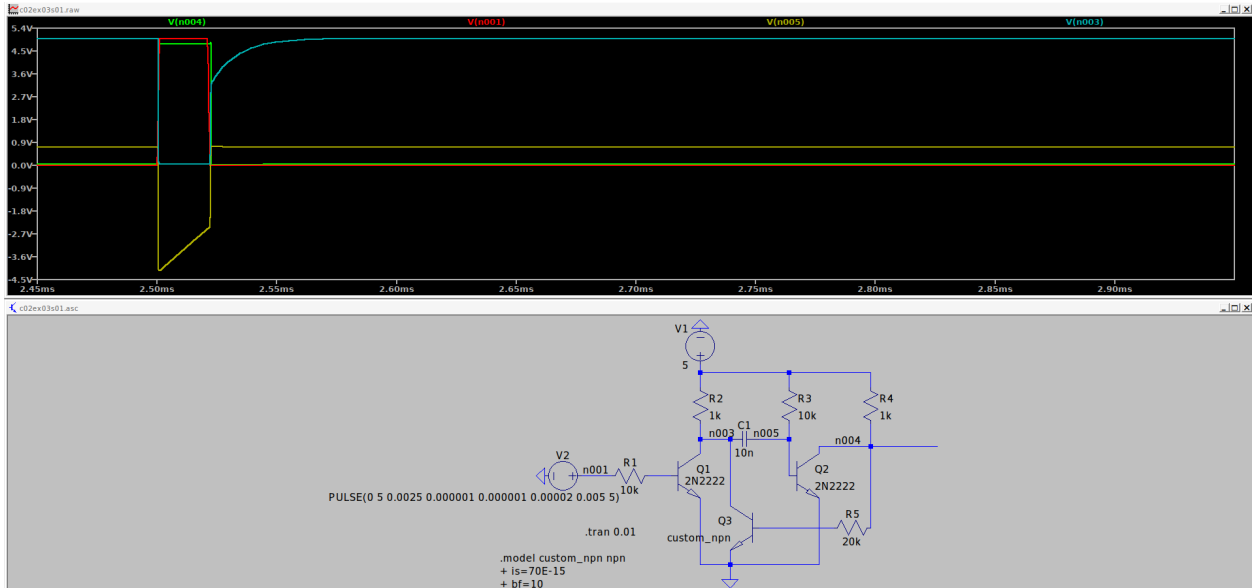 c02ex03s01.raw
V(n004) V(n001) V(n005) V(n003)
5.4V
4.5V
3.6V
2.7V
1.8V
0.9V
0.0V
-0.9V
-1.8V
-2.7V
-3.6V
-4.5V
2.45ms 2.50ms 2.55ms 2.60ms 2.65ms 2.70ms 2.75ms 2.80ms 2.85ms 2.90ms
c02ex03s01.asc
V1
5
R2
1k
R3
10k
R4
1k
n003
C1
10n
n005
n004
V2
n001
R1
10k
Q1
2N2222
Q2
2N2222
PULSE(0 5 0.0025 0.000001 0.000001 0.00002 0.005 5)
Q3
custom_npn
R5
20k
.tran 0.01
.model custom_npn npn
+ is=70E-15
+ bf=10